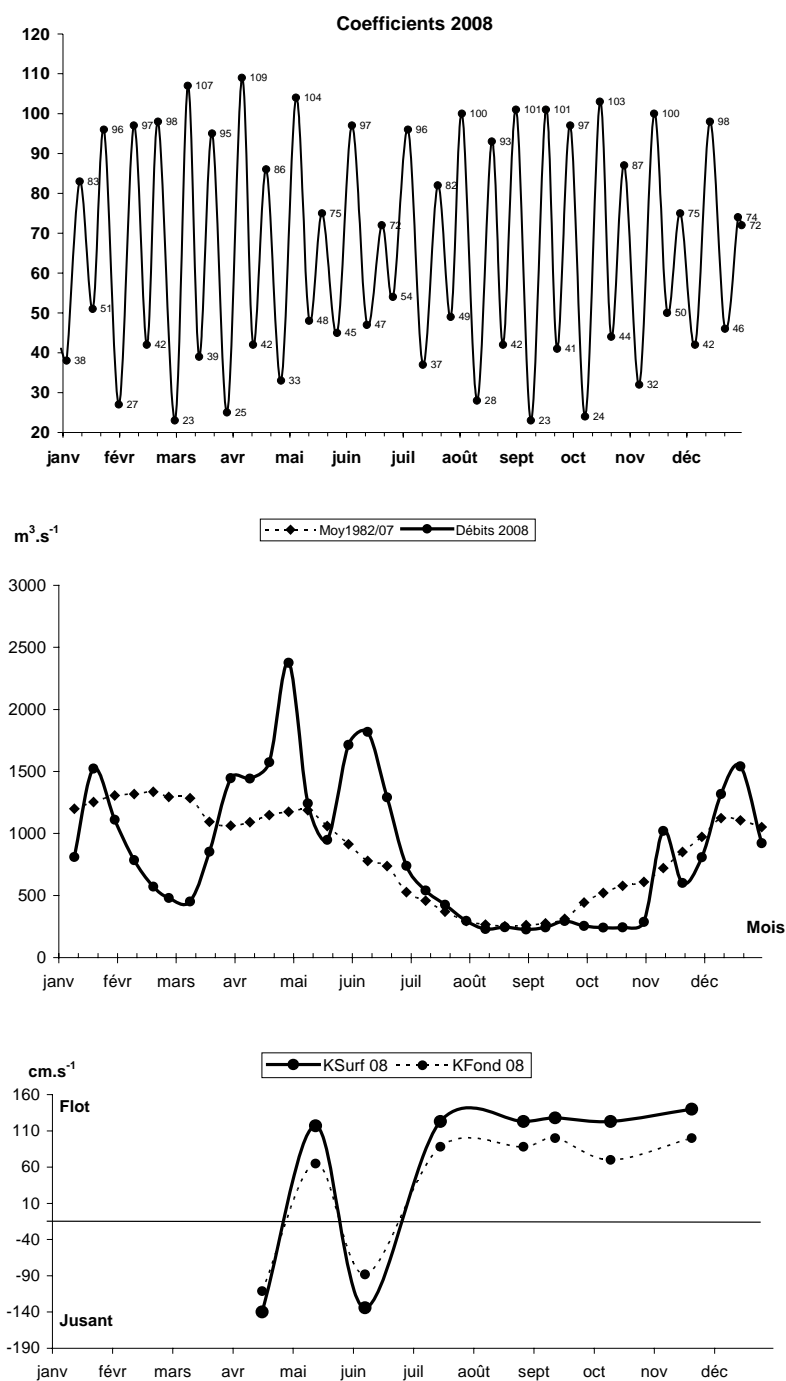 Coefficients 2008
120
110
100
90
80
70
60
50
40
30
20
38 83 51 96 27 97 42 98 23 107 39 95 25 109 42 86 33 104 48 75 45 97 47 72 54 96 37 82 49 100 28 93 42 101 23 101 41 97 24 103 44 87 32 100 50 75 42 98 46 74 72
janv févr mars avr mai juin juil août sept oct nov déc
m³.s⁻¹
Moy1982/07 Débits 2008
3000
2500
2000
1500
1000
500
0
Mois
janv févr mars avr mai juin juil août sept oct nov déc
KSurf 08 KFond 08
cm.s⁻¹
160
Flot
110
60
10
-40
-90
-140
Jusant
-190
janv févr mars avr mai juin juil août sept oct nov déc